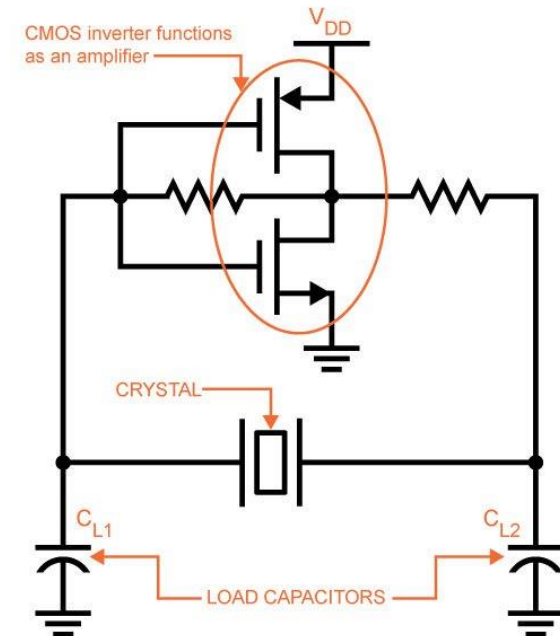 CMOS inverter functions
as an amplifier
VDD
CRYSTAL
CL1
CL2
LOAD CAPACITORS